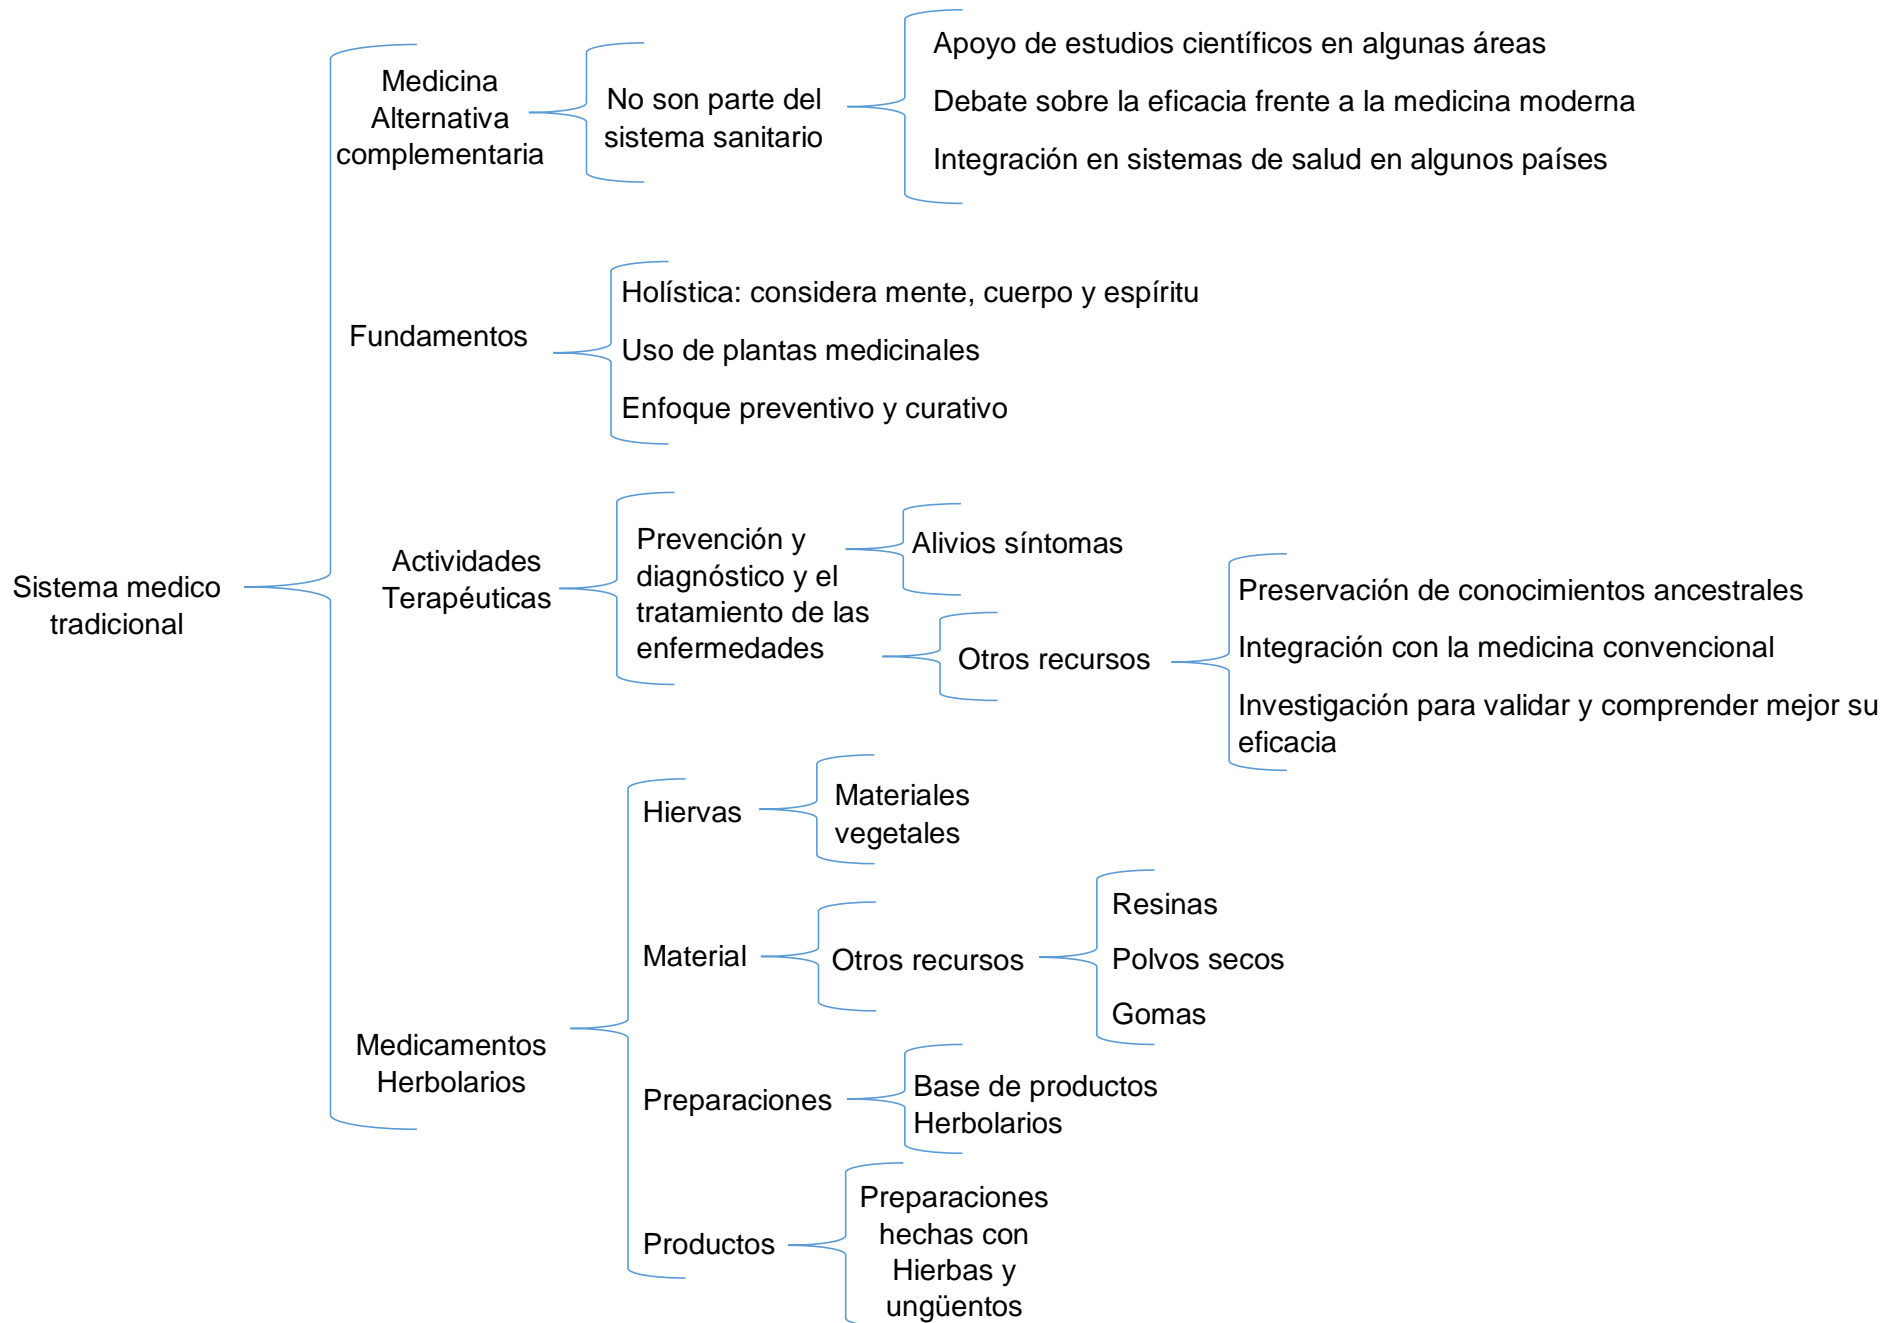 Sistema medico
tradicional
Medicina
Alternativa
complementaria
No son parte del
sistema sanitario
Apoyo de estudios científicos en algunas áreas
Debate sobre la eficacia frente a la medicina moderna
Integración en sistemas de salud en algunos países
Fundamentos
Holística: considera mente, cuerpo y espíritu
Uso de plantas medicinales
Enfoque preventivo y curativo
Actividades
Terapéuticas
Prevención y
diagnóstico y el
tratamiento de las
enfermedades
Alivios síntomas
Otros recursos
Preservación de conocimientos ancestrales
Integración con la medicina convencional
Investigación para validar y comprender mejor su
eficacia
Medicamentos
Herbolarios
Hiervas
Materiales
vegetales
Material
Otros recursos
Resinas
Polvos secos
Gomas
Preparaciones
Base de productos
Herbolarios
Productos
Preparaciones
hechas con
Hierbas y
ungüentos